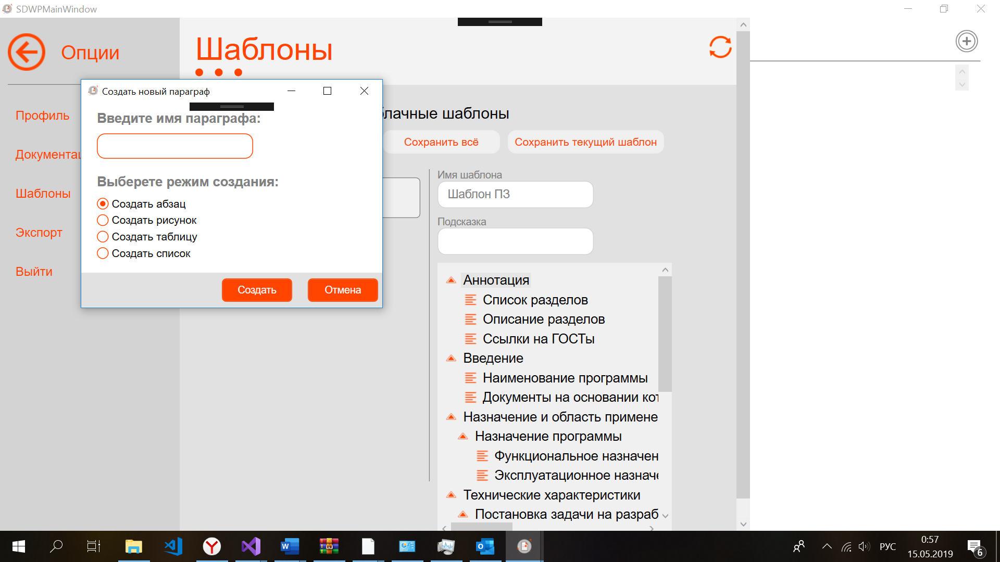 SDWPMainWindow
Опции
Профиль
Документац
Шаблоны
Экспорт
Выйти
Шаблоны
Создать новый параграф
Введите имя параграфа:
Выберете режим создания:
Создать абзац
Создать рисунок
Создать таблицу
Создать список
Создать
Отмена
блачные шаблоны
Сохранить всё
Сохранить текущий шаблон
Имя шаблона
Шаблон ПЗ
Подсказка
Аннотация
Список разделов
Описание разделов
Ссылки на ГОСТы
Введение
Наименование программы
Документы на основании кот
Назначение и область примене
Назначение программы
Функциональное назначен
Эксплуатационное назначе
Технические характеристики
Постановка задачи на разраб
РУС
0:57
15.05.2019
6